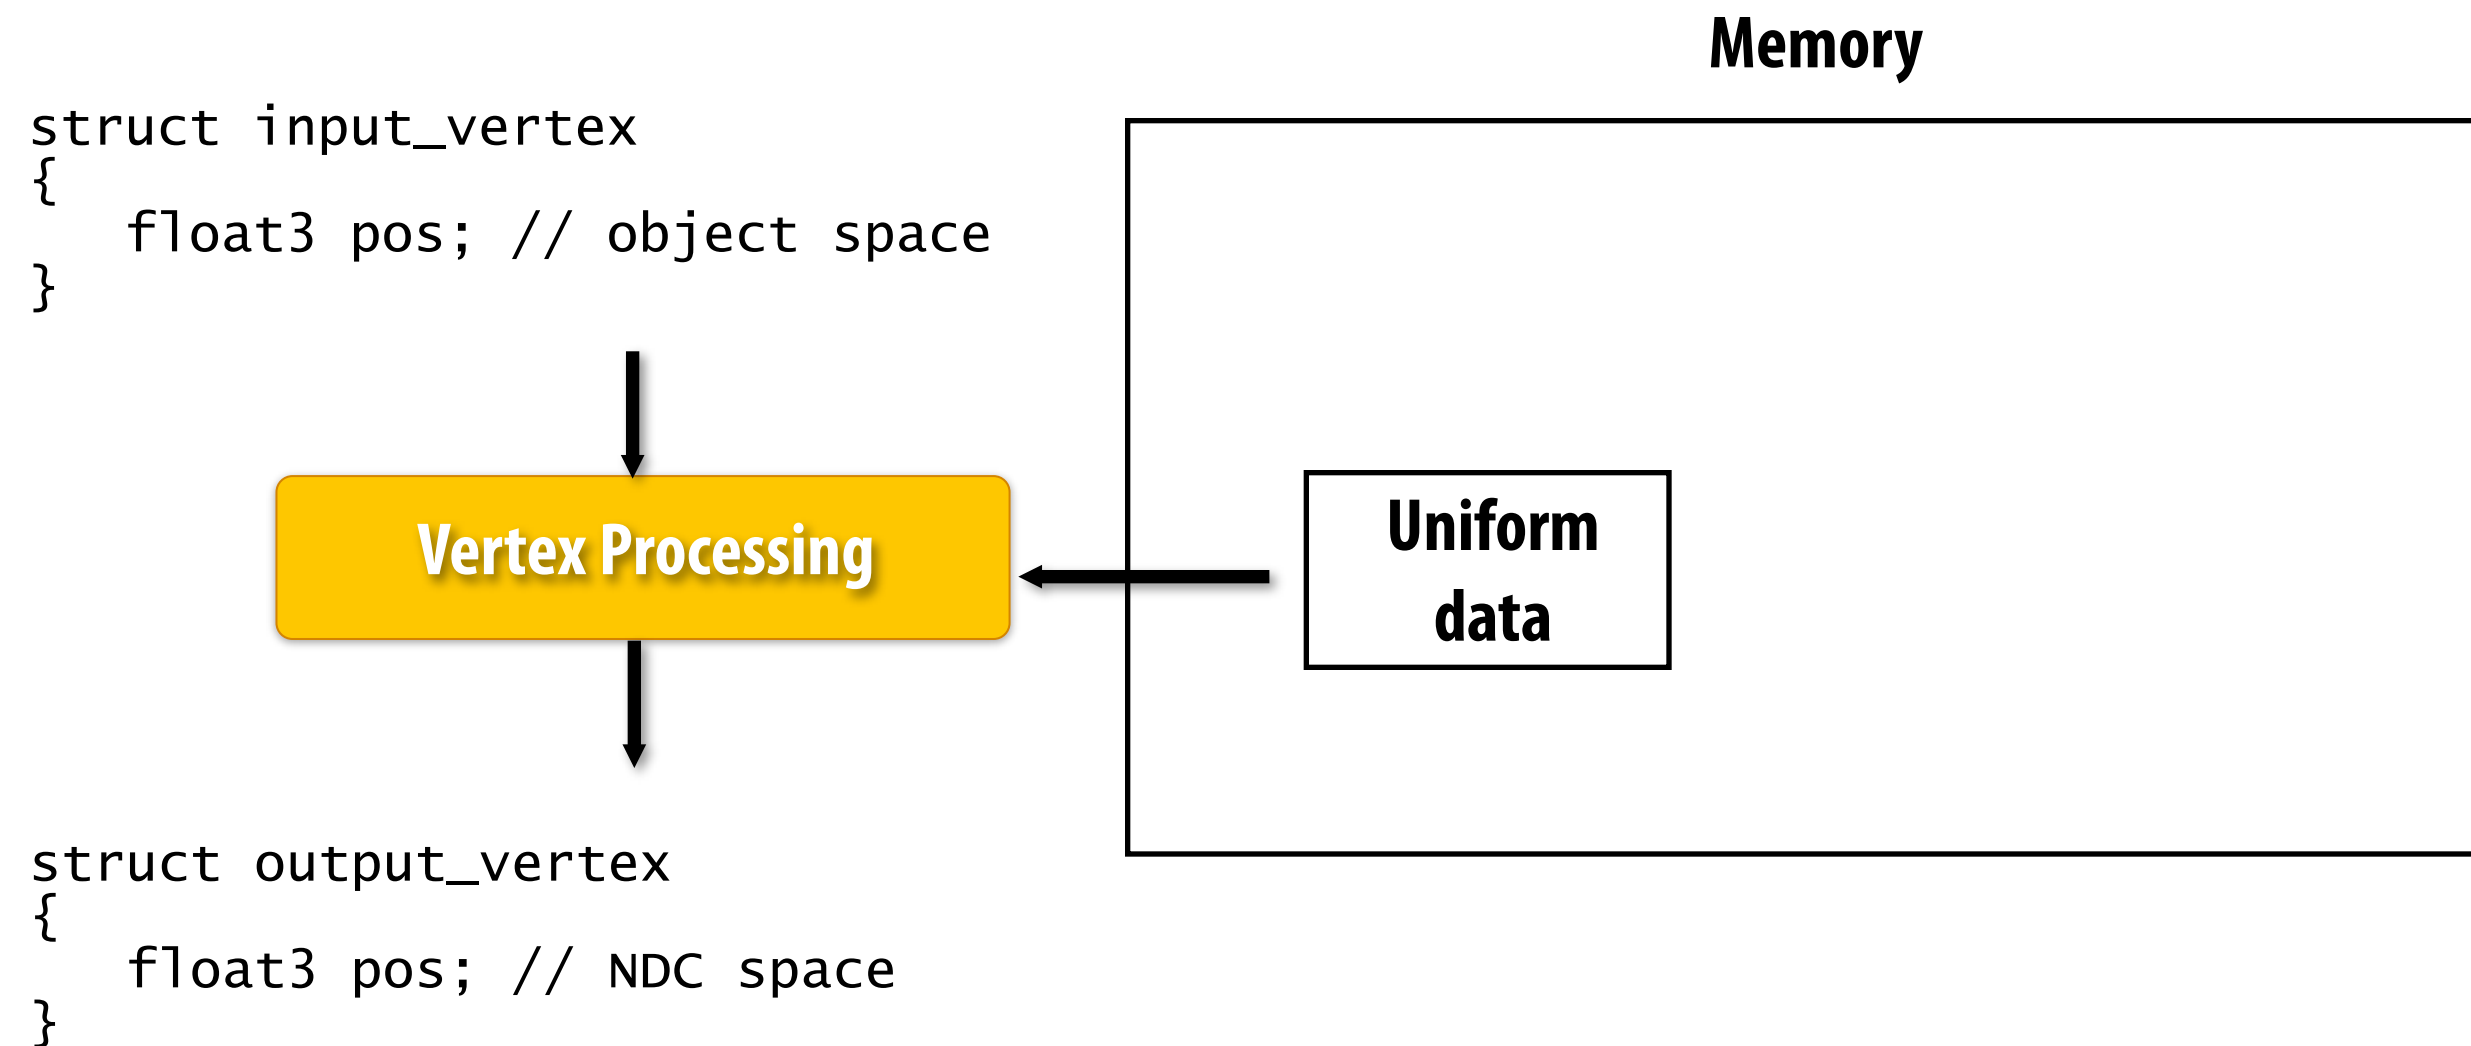 Memory
struct input_vertex
{
   float3 pos; // object space
}
Vertex Processing
Uniform
data
struct output_vertex
{
   float3 pos; // NDC space
}